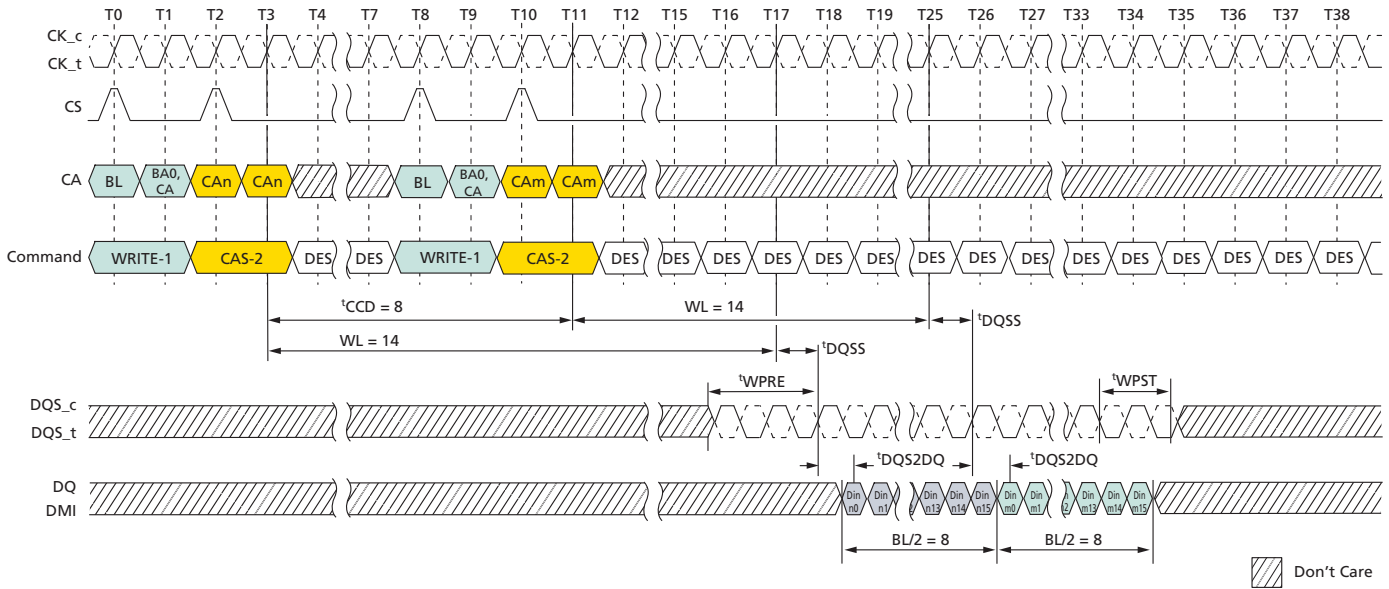 T0 T1 T2 T3 T4 T7 T8 T9 T10 T11 T12 T15 T16 T17 T18 T19 T25 T26 T27 T33 T34 T35 T36 T37 T38
CK_c
CK_t
CS
CA BL BA0, CA CAn CAn BL BA0, CA CAm CAm
Command WRITE-1 CAS-2 DES DES WRITE-1 CAS-2 DES DES DES DES DES DES DES DES DES DES DES DES DES DES DES
tCCD = 8 WL = 14 tDQSS
WL = 14 tDQSS
tWPRE tWPST
DQS_c
DQS_t
tDQS2DQ tDQS2DQ
DQ
DMI
Din n0 Din n1 Din n13 Din n14 Din n15 Din m0 Din m1 Din m13 Din m14 Din m15
BL/2 = 8 BL/2 = 8
Don't Care